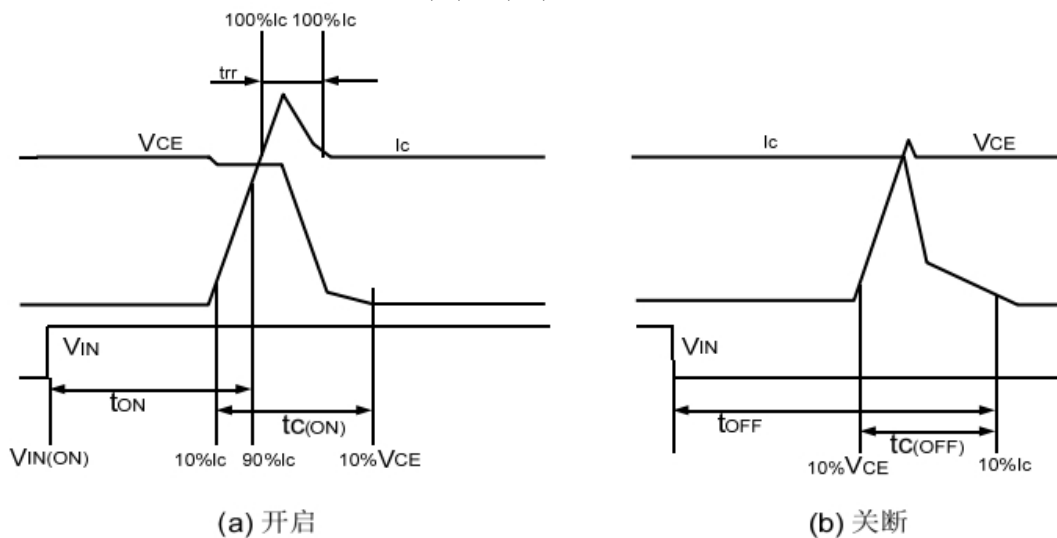 100%Ic 100%Ic
trr
VCE Ic
VIN
tON
tC(ON)
VIN(ON) 10%Ic 90%Ic 10%VCE
(a) 开启
Ic VCE
VIN
tOFF
tC(OFF)
10%VCE 10%Ic
(b) 关断